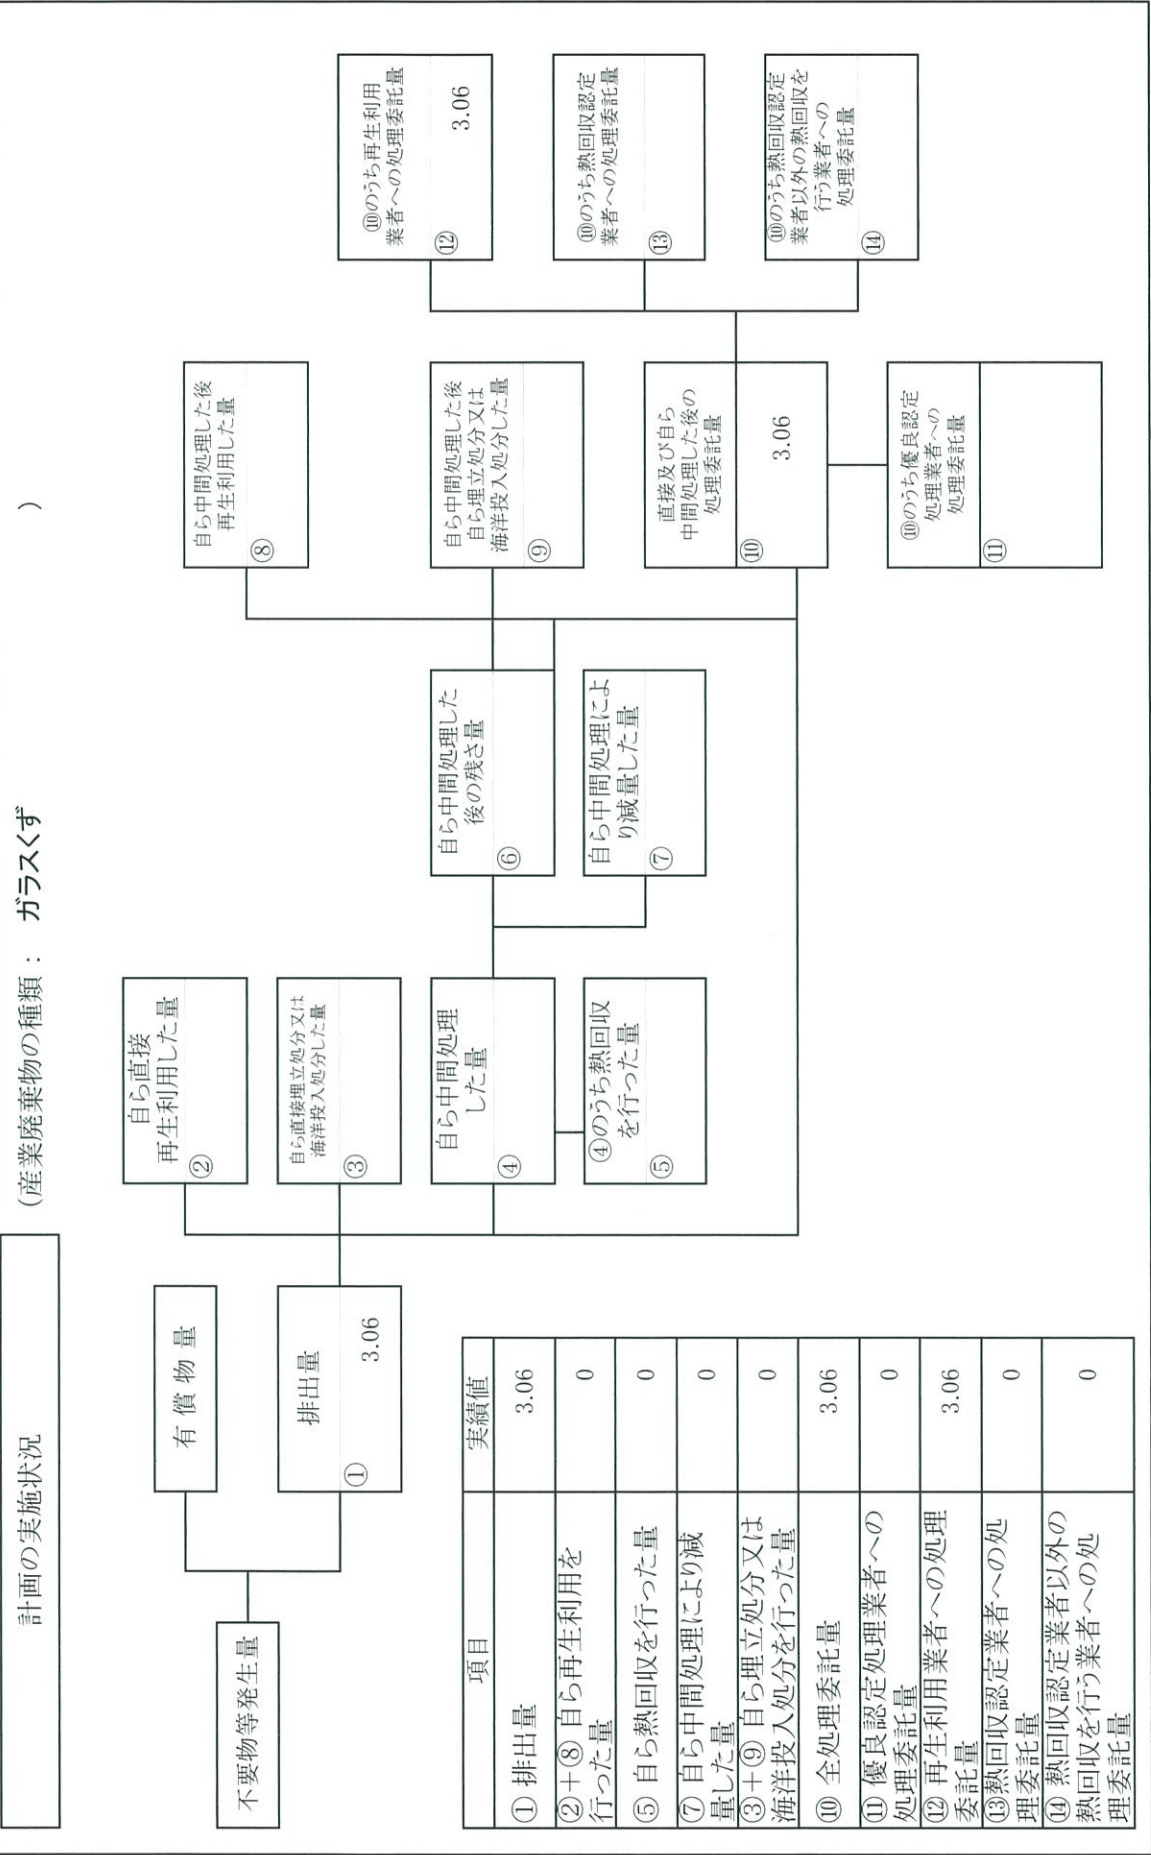 計画の実施状況
(産業廃棄物の種類： ガラスくず )
不要物等発生量
有償物量
排出量
①
3.06
自ら直接
再生利用した量
②
自ら直接埋立処分又は
海洋投入処分した量
③
自ら中間処理
した量
④
④のうち熱回収
を行った量
⑤
自ら中間処理した
後の残さ量
⑥
自ら中間処理によ
り減量した量
⑦
自ら中間処理した後
再生利用した量
⑧
自ら中間処理した後
自ら埋立処分又は
海洋投入処分した量
⑨
直接及び自ら
中間処理した後の
処理委託量
⑩
3.06
⑩のうち優良認定
処理業者への
処理委託量
⑪
⑩のうち再生利用
業者への処理委託量
⑫
3.06
⑩のうち熱回収認定
業者への処理委託量
⑬
⑩のうち熱回収認定
業者以外の熱回収を
行う業者への
処理委託量
⑭
項目 実績値
① 排出量 3.06
②＋⑧ 自ら再生利用を
行った量 0
⑤ 自ら熱回収を行った量 0
⑦ 自ら中間処理により減
量した量 0
③＋⑨ 自ら埋立処分又は
海洋投入処分を行った量 0
⑩ 全処理委託量 3.06
⑪ 優良認定処理業者への
処理委託量 0
⑫ 再生利用業者への処理
委託量 3.06
⑬熱回収認定業者への処
理委託量 0
⑭ 熱回収認定業者以外の
熱回収を行う業者への処
理委託量 0